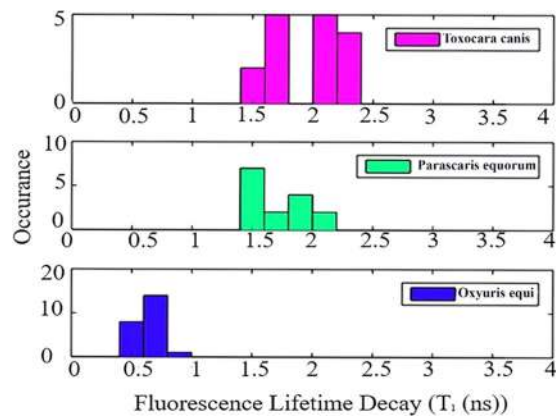 5
Toxocara canis
0
0 0.5 1 1.5 2 2.5 3 3.5 4
10
Parascaris equorum
5
0
0 0.5 1 1.5 2 2.5 3 3.5 4
Occurance
20
Oxyuris equi
10
0
0 0.5 1 1.5 2 2.5 3 3.5 4
Fluorescence Lifetime Decay (T₁ (ns))